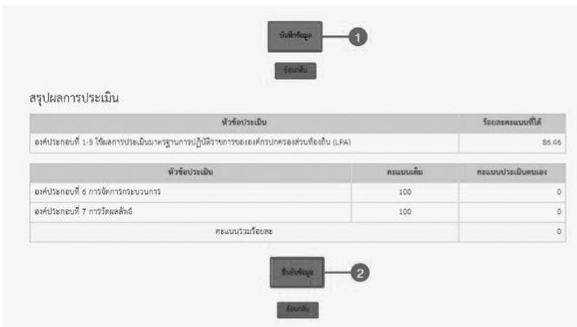 บันทึกข้อมูล
1
ย้อนกลับ
สรุปผลการประเมิน
หัวข้อประเมิน ร้อยละคะแนนที่ได้
องค์ประกอบที่ 1-5 ใช้ผลการประเมินมาตรฐานการปฏิบัติราชการขององค์กรปกครองส่วนท้องถิ่น (LPA) 86.46
หัวข้อประเมิน คะแนนเต็ม คะแนนประเมินตนเอง
องค์ประกอบที่ 6 การจัดการกระบวนการ 100 0
องค์ประกอบที่ 7 การวัดผลลัพธ์ 100 0
คะแนนรวมร้อยละ 0
ยืนยันข้อมูล
2
ย้อนกลับ